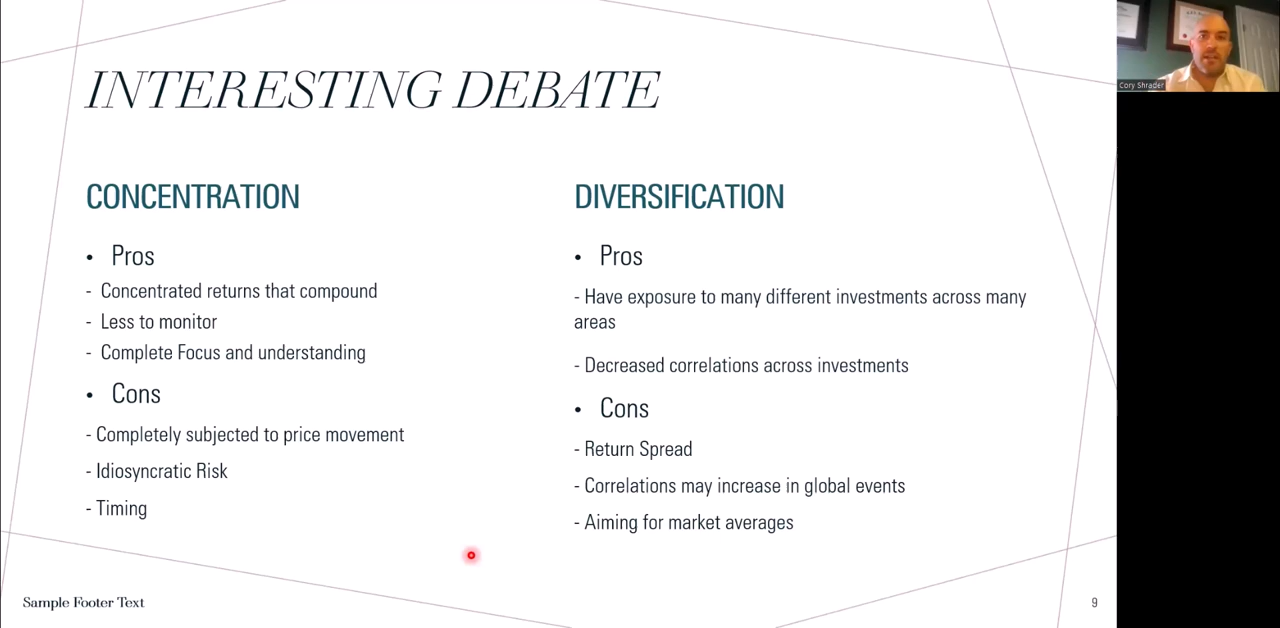 INTERESTING DEBATE
CONCENTRATION
• Pros
- Concentrated returns that compound
- Less to monitor
- Complete Focus and understanding
• Cons
- Completely subjected to price movement
- Idiosyncratic Risk
- Timing
DIVERSIFICATION
• Pros
- Have exposure to many different investments across many
areas
- Decreased correlations across investments
• Cons
- Return Spread
- Correlations may increase in global events
- Aiming for market averages
Sample Footer Text
9
Cory Shrader